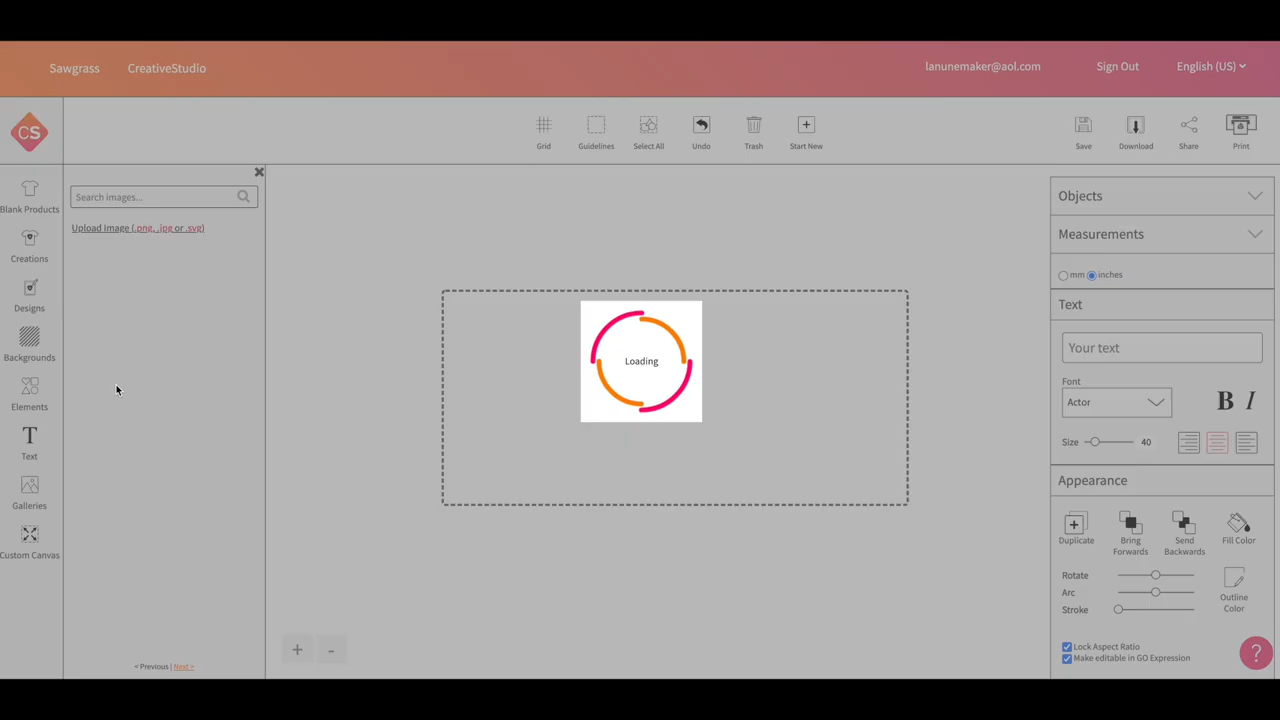 Sawgrass
CreativeStudio
lanunemaker@aol.com
Sign Out
English (US)
CS
Grid
Guidelines
Select All
Undo
Trash
Start New
Save
Download
Share
Print
Blank Products
Creations
Designs
Backgrounds
Elements
T
Text
Galleries
Custom Canvas
Search images...
Upload Image (.png, .jpg or .svg)
< Previous | Next >
Loading
+ -
Objects
Measurements
mm inches
Text
Your text
Font
Actor
B I
Size 40
Appearance
Duplicate
Bring
Forwards
Send
Backwards
Fill Color
Rotate
Arc
Stroke
Outline
Color
Lock Aspect Ratio
Make editable in GO Expression
?